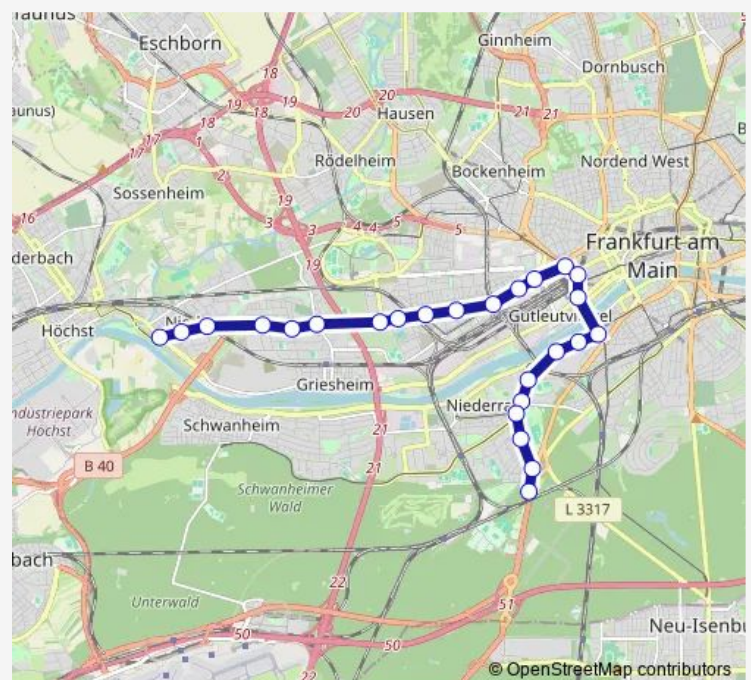 Taunus
Eschborn
Ginnheim
Dornbusch
18
19
18
19
20
20
21
21
Hausen
aunus)
17
17
18
1
Rödelheim
Bockenheim
Nordend West
2
Sossenheim
19
16
3
3
4
4
5
5
19
Frankfurt am
Main
derbach
Höchst
Gutleutvi
Griesheim
Niederra
ndustriepark
Höchst
Schwanheim
21
21
B 40
Schwanheimer
Wald
L 3317
bach
22
51
Unterwald
50
50
Neu-Isenbu
22
© OpenStreetMap contributors